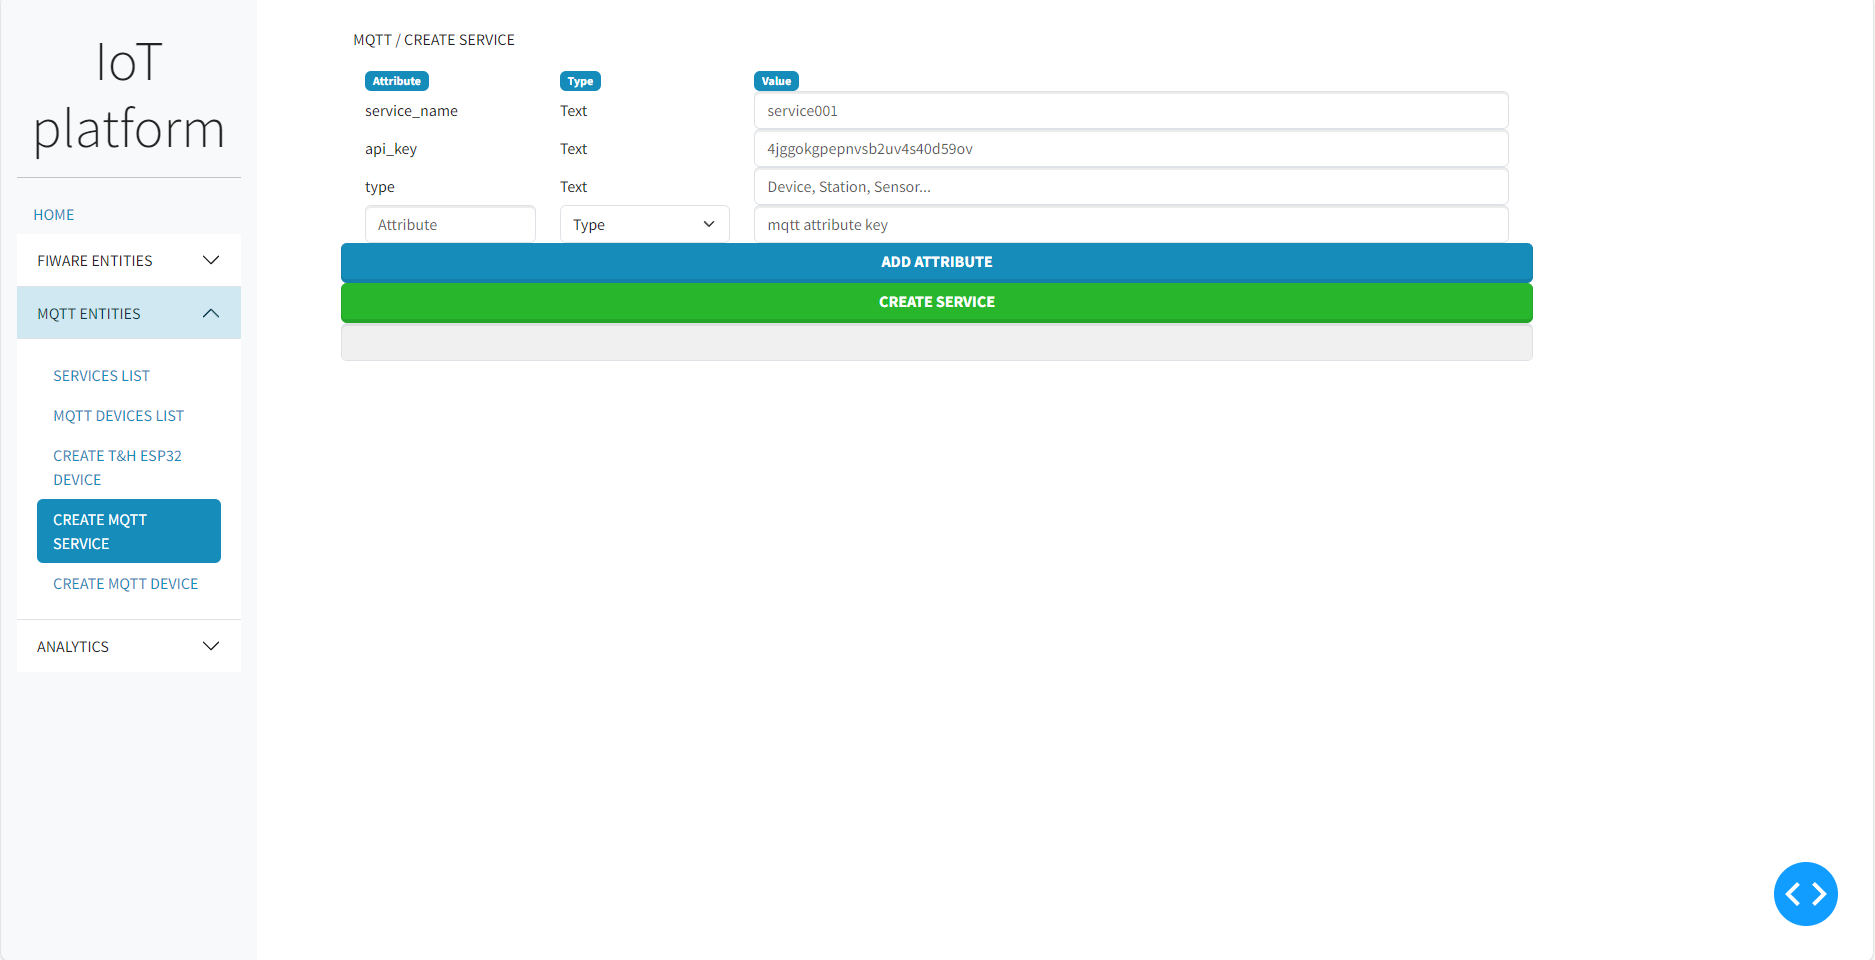 IoT
platform
HOME
FIWARE ENTITIES
MQTT ENTITIES
SERVICES LIST
MQTT DEVICES LIST
CREATE T&H ESP32
DEVICE
CREATE MQTT
SERVICE
CREATE MQTT DEVICE
ANALYTICS
MQTT / CREATE SERVICE
Attribute Type Value
service_name Text service001
api_key Text 4jggokgpepnvsb2uv4s40d59ov
type Text Device, Station, Sensor...
Attribute Type mqtt attribute key
ADD ATTRIBUTE
CREATE SERVICE